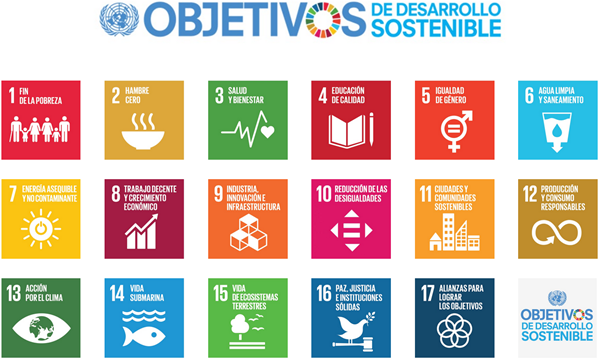 OBJETIVOS
DE DESARROLLO
SOSTENIBLE
1 FIN
DE LA POBREZA
2 HAMBRE
CERO
3 SALUD
Y BIENESTAR
4 EDUCACIÓN
DE CALIDAD
5 IGUALDAD
DE GÉNERO
6 AGUA LIMPIA
Y SANEAMIENTO
7 ENERGÍA ASEQUIBLE
Y NO CONTAMINANTE
8 TRABAJO DECENTE
Y CRECIMIENTO
ECONÓMICO
9 INDUSTRIA,
INNOVACIÓN E
INFRAESTRUCTURA
10 REDUCCIÓN DE LAS
DESIGUALDADES
11 CIUDADES Y
COMUNIDADES
SOSTENIBLES
12 PRODUCCIÓN
Y CONSUMO
RESPONSABLES
13 ACCIÓN
POR EL CLIMA
14 VIDA
SUBMARINA
15 VIDA
DE ECOSISTEMAS
TERRESTRES
16 PAZ, JUSTICIA
E INSTITUCIONES
SÓLIDAS
17 ALIANZAS PARA
LOGRAR
LOS OBJETIVOS
OBJETIVOS
DE DESARROLLO
SOSTENIBLE